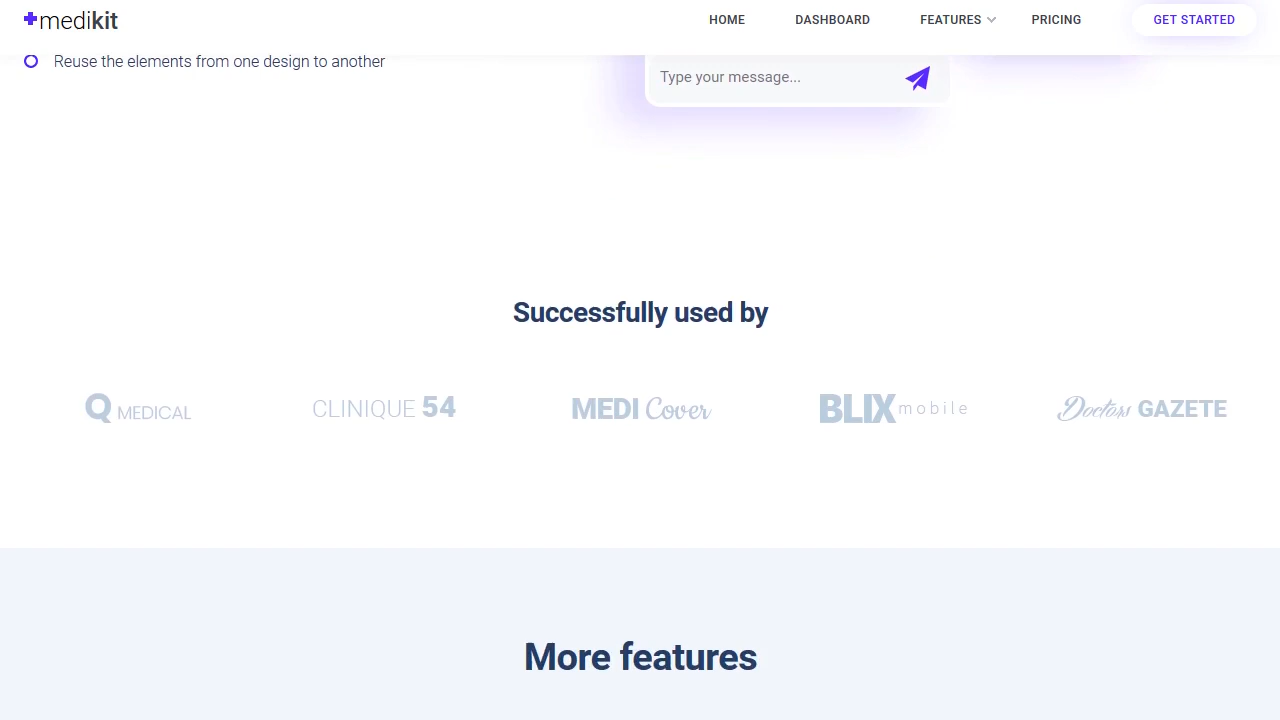 medikit
HOME DASHBOARD FEATURES PRICING GET STARTED
Reuse the elements from one design to another
Type your message...
Successfully used by
Q MEDICAL
CLINIQUE 54
MEDI Cover
BLIX mobile
Doctors GAZETE
More features